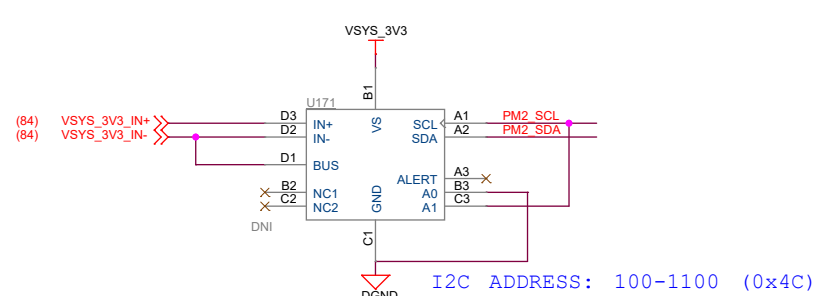 VSYS_3V3
B1
U171
(84) VSYS_3V3_IN+ D3 IN+ VS SCL A1 PM2_SCL
(84) VSYS_3V3_IN- D2 IN- SDA A2 PM2_SDA
D1 BUS
ALERT A3
B2 NC1 A0 B3
C2 NC2 GND A1 C3
DNI
C1
I2C ADDRESS: 100-1100 (0x4C)
DGND